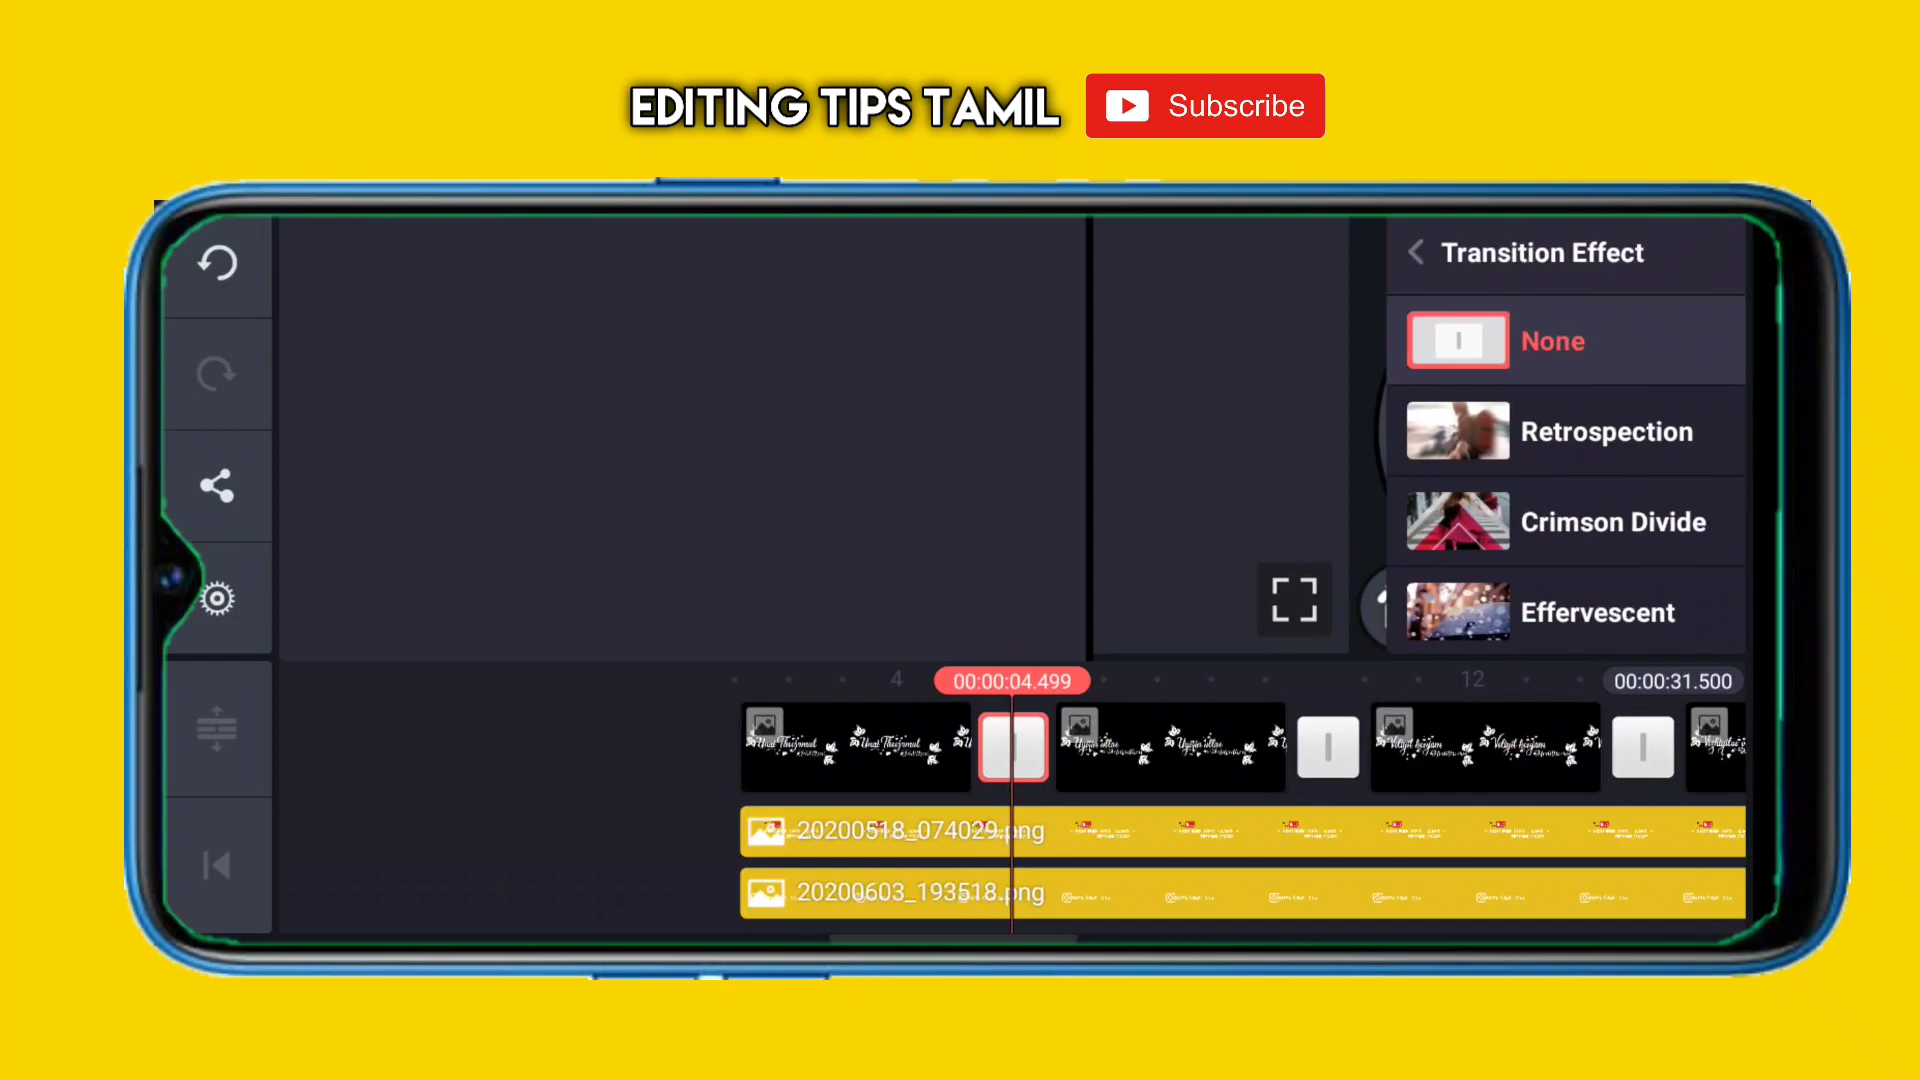 EDITING TIPS TAMIL
Subscribe
Transition Effect
None
Retrospection
Crimson Divide
Effervescent
4
00:00:04.499
12
00:00:31.500
20200518_074029.png
20200603_193518.png